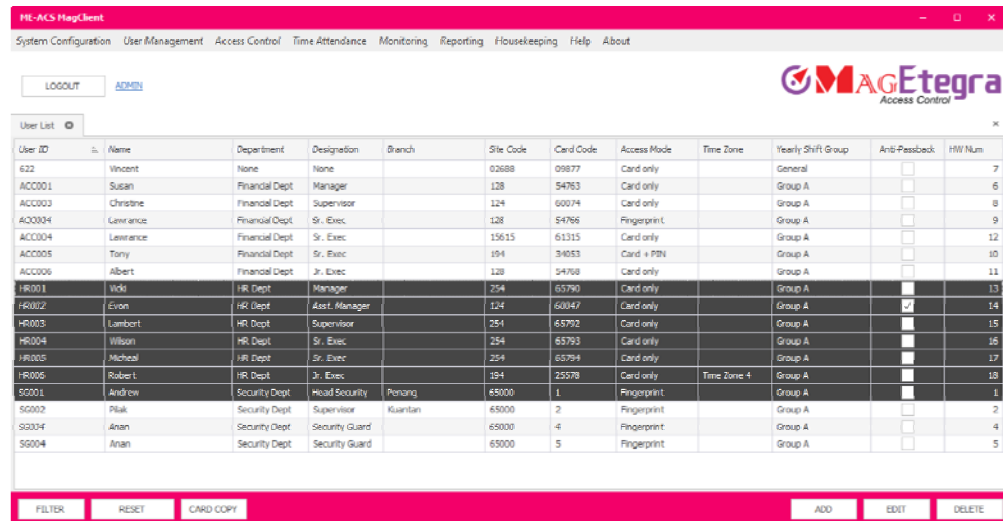 ME-ACS MagClient
System Configuration User Management Access Control Time Attendance Monitoring Reporting Housekeeping Help About
LOGOUT ADMIN
MAGEtegra
Access Control
User List
User ID Name Department Designation Branch Site Code Card Code Access Mode Time Zone Yearly Shift Group Anti-Passback HW Num
622 Vincent None None 02688 09877 Card only General 7
ACC001 Susan Financial Dept Manager 128 54763 Card only Group A 6
ACC003 Christine Financial Dept Supervisor 124 60074 Card only Group A 8
ACC004 Lawrance Financial Dept Sr. Exec 128 54766 Fingerprint Group A 9
ACC004 Lawrance Financial Dept Sr. Exec 15615 61315 Card only Group A 12
ACC005 Tony Financial Dept Sr. Exec 194 34053 Card + PIN Group A 10
ACC006 Albert Financial Dept Jr. Exec 128 54768 Card only Group A 11
HR001 Vicki HR Dept Manager 254 65790 Card only Group A 13
HR002 Evon HR Dept Asst. Manager 124 60047 Card only Group A 14
HR003 Lambert HR Dept Supervisor 254 65792 Card only Group A 15
HR004 Wilson HR Dept Sr. Exec 254 65793 Card only Group A 16
HR005 Micheal HR Dept Sr. Exec 254 65794 Card only Group A 17
HR006 Robert HR Dept Jr. Exec 194 25578 Card only Time Zone 4 Group A 18
SG001 Andrew Security Dept Head Security Penang 65000 1 Fingerprint Group A 1
SG002 Pilak Security Dept Supervisor Kuantan 65000 2 Fingerprint Group A 2
SG004 Anan Security Dept Security Guard 65000 4 Fingerprint Group A 4
SG004 Anan Security Dept Security Guard 65000 5 Fingerprint Group A 5
FILTER RESET CARD COPY ADD EDIT DELETE